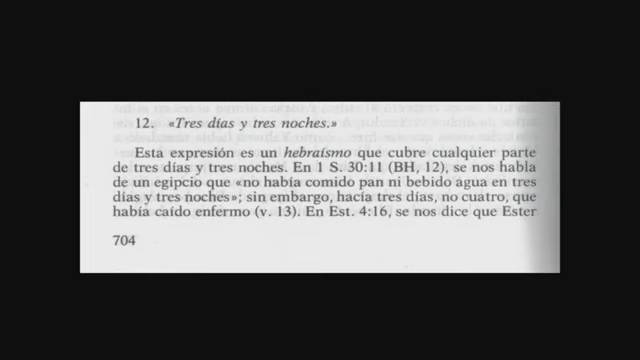 12. «Tres días y tres noches.»
Esta expresión es un hebraísmo que cubre cualquier parte
de tres días y tres noches. En 1 S. 30:11 (BH, 12), se nos habla
de un egipcio que «no había comido pan ni bebido agua en tres
días y tres noches»; sin embargo, hacía tres días, no cuatro, que
había caído enfermo (v. 13). En Est. 4:16, se nos dice que Ester
704